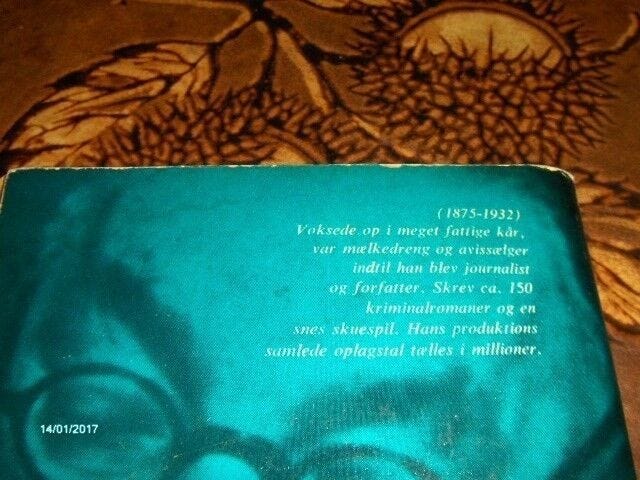 (1875-1932)
Voksede op i meget fattige kår,
var mælkedreng og avissælger
indtil han blev journalist
og forfatter. Skrev ca. 150
kriminalromaner og en
snes skuespil. Hans produktions
samlede oplagstal tælles i millioner.
14/01/2017